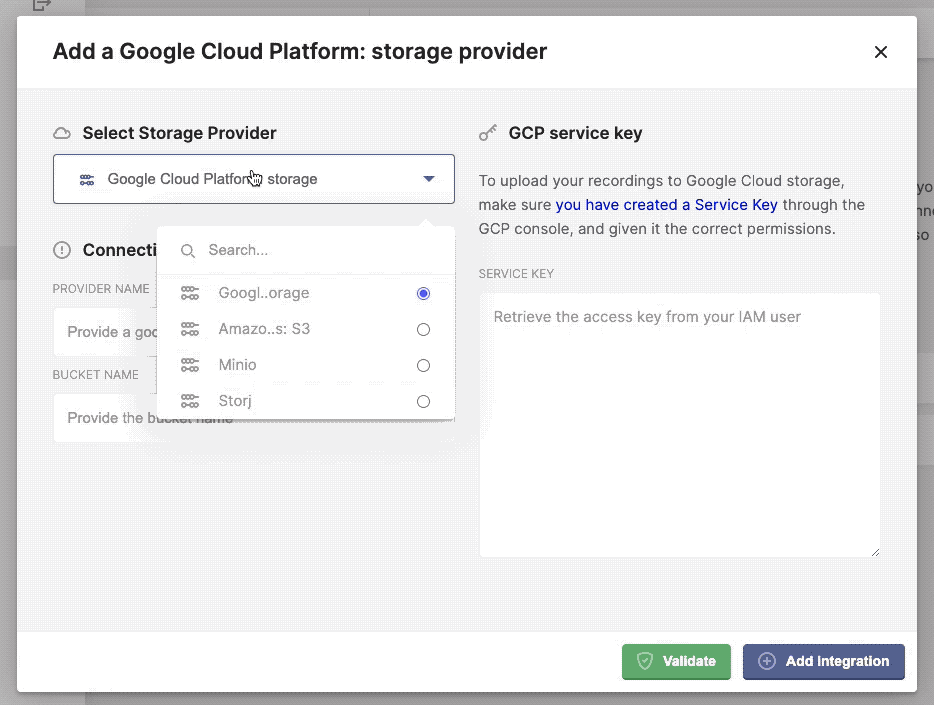 Add a Google Cloud Platform: storage provider
Select Storage Provider
Google Cloud Platform: storage
Search...
Googl..orage
Amazo..s: S3
Minio
Storj
Connecti
PROVIDER NAME
Provide a goo
BUCKET NAME
Provide the bucket name
GCP service key
To upload your recordings to Google Cloud storage,
make sure you have created a Service Key through the
GCP console, and given it the correct permissions.
SERVICE KEY
Retrieve the access key from your IAM user
Validate
Add Integration
yo
nne
so